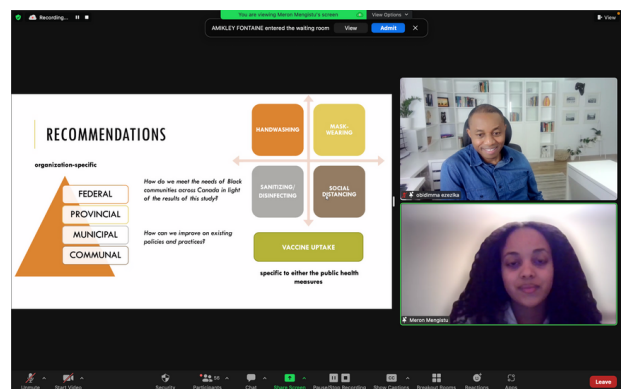 Recording...
You are viewing Meron Mengistu's screen
View Options
View
AMIKLEY FONTAINE entered the waiting room
View
Admit
RECOMMENDATIONS
organization-specific
FEDERAL
PROVINCIAL
MUNICIPAL
COMMUNAL
How do we meet the needs of Black
communities across Canada in light
of the results of this study?
How can we improve on existing
policies and practices?
HANDWASHING
MASK-
WEARING
SANITIZING/
DISINFECTING
SOCIAL
DISTANCING
VACCINE UPTAKE
specific to either the public health
measures
obidimma ezezika
Meron Mengistu
Unmute
Start Video
Security
Participants
58
Chat
Share Screen
Pause/Stop Recording
Show Captions
Breakout Rooms
Reactions
Apps
Leave